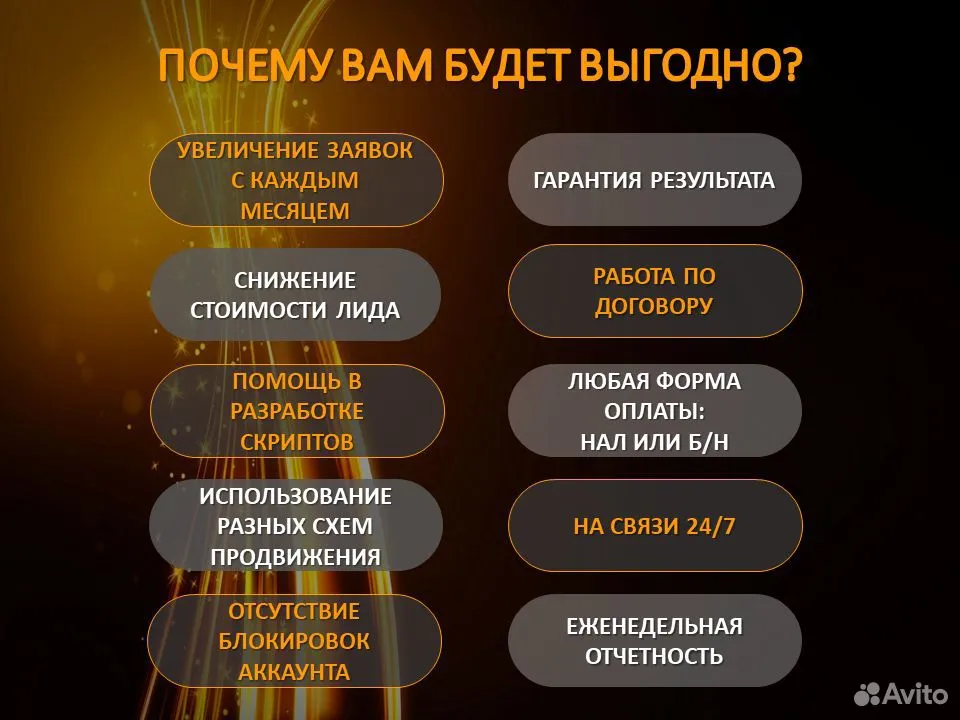 ПОЧЕМУ ВАМ БУДЕТ ВЫГОДНО?
УВЕЛИЧЕНИЕ ЗАЯВОК
С КАЖДЫМ
МЕСЯЦЕМ
СНИЖЕНИЕ
СТОИМОСТИ ЛИДА
ПОМОЩЬ В
РАЗРАБОТКЕ
СКРИПТОВ
ИСПОЛЬЗОВАНИЕ
РАЗНЫХ СХЕМ
ПРОДВИЖЕНИЯ
ОТСУТСТВИЕ
БЛОКИРОВОК
АККАУНТА
ГАРАНТИЯ РЕЗУЛЬТАТА
РАБОТА ПО
ДОГОВОРУ
ЛЮБАЯ ФОРМА
ОПЛАТЫ:
НАЛ ИЛИ Б/Н
НА СВЯЗИ 24/7
ЕЖЕНЕДЕЛЬНАЯ
ОТЧЕТНОСТЬ
Avito